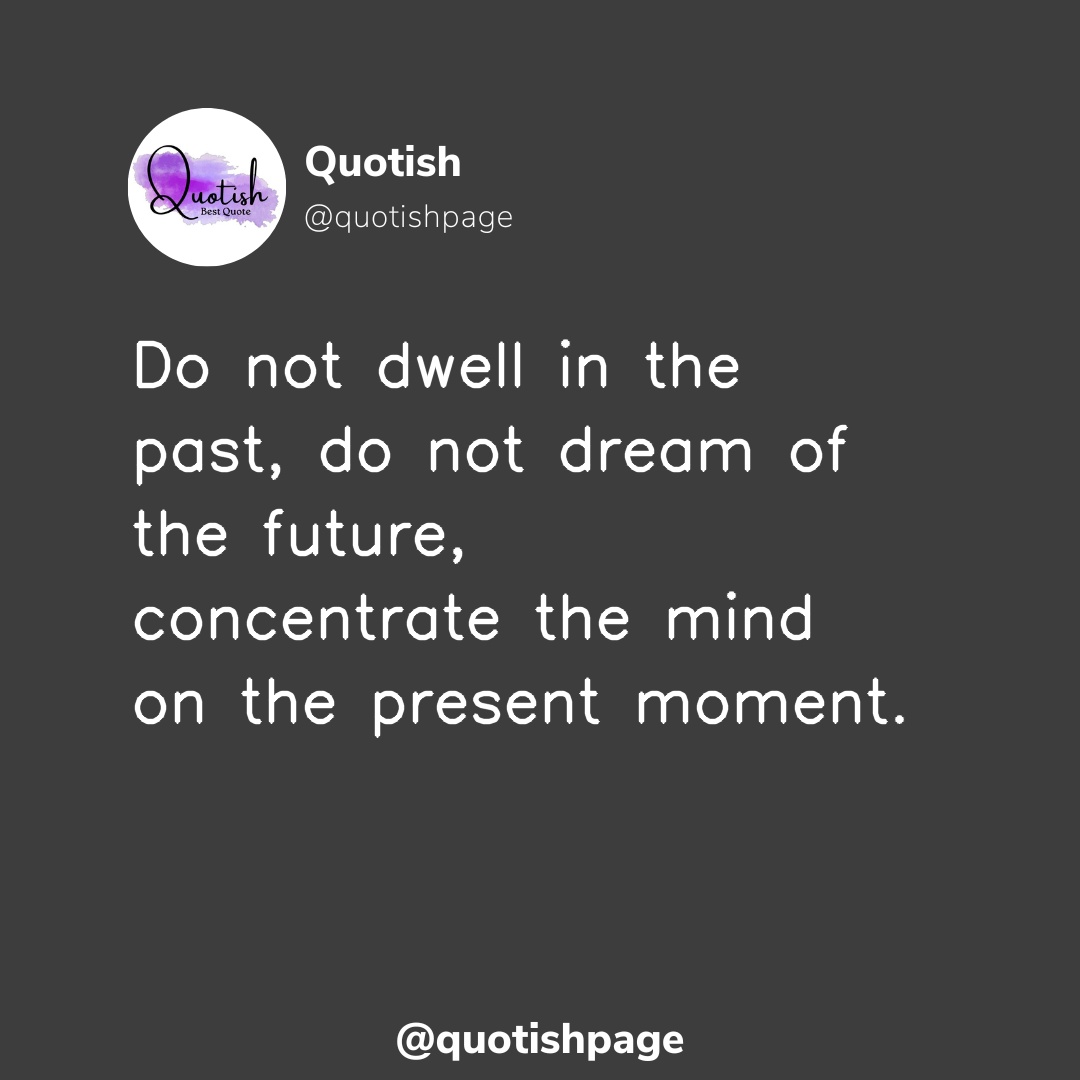 Quotish
Best Quote
Quotish
@quotishpage
Do not dwell in the
past, do not dream of
the future,
concentrate the mind
on the present moment.
@quotishpage